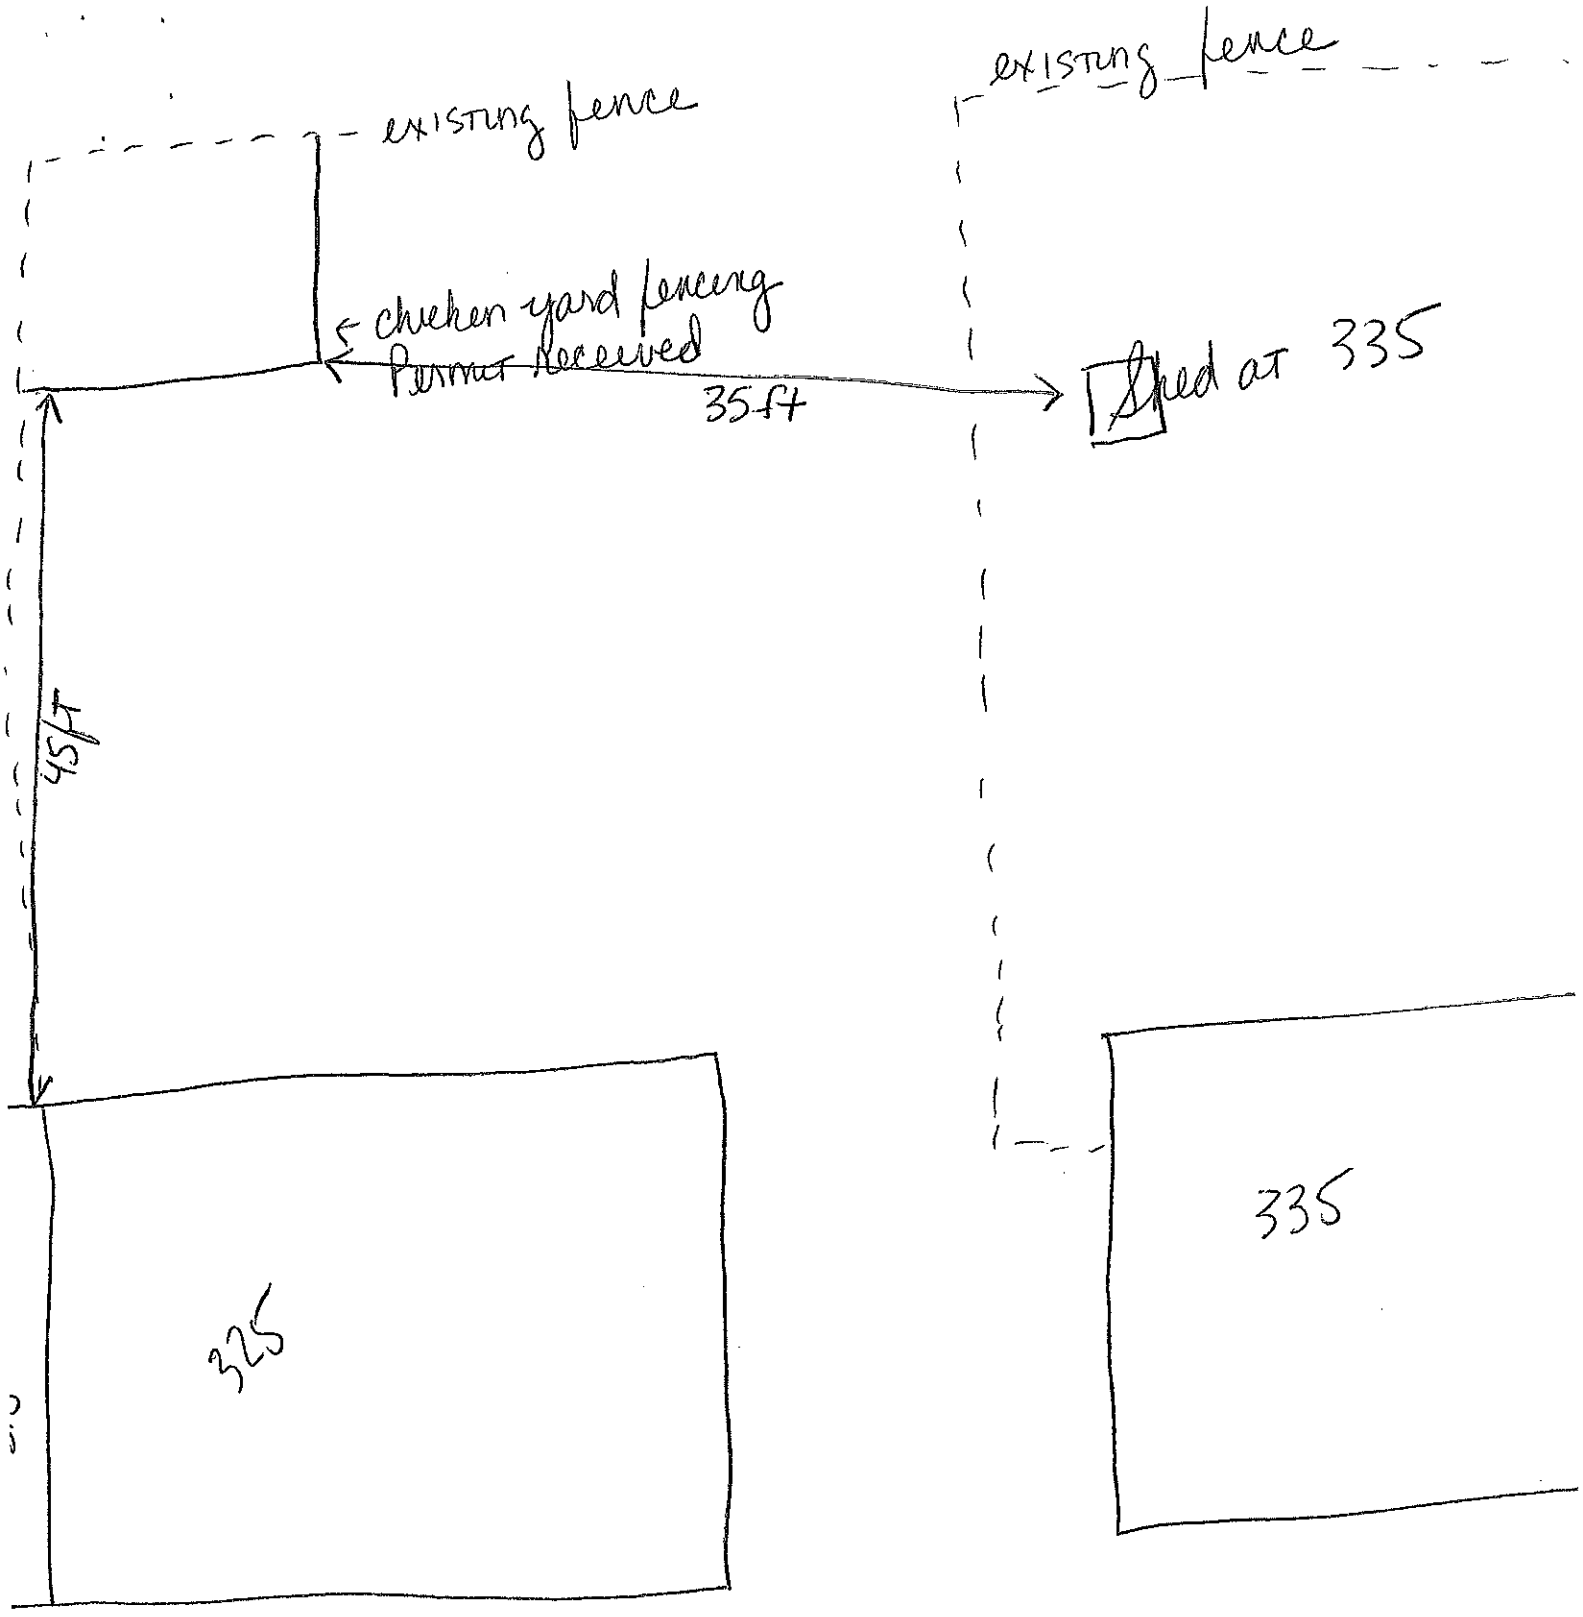 existing fence
existing fence
chicken yard fencing
Permit Received
35 ft
Shed at 335
45 ft
335
325